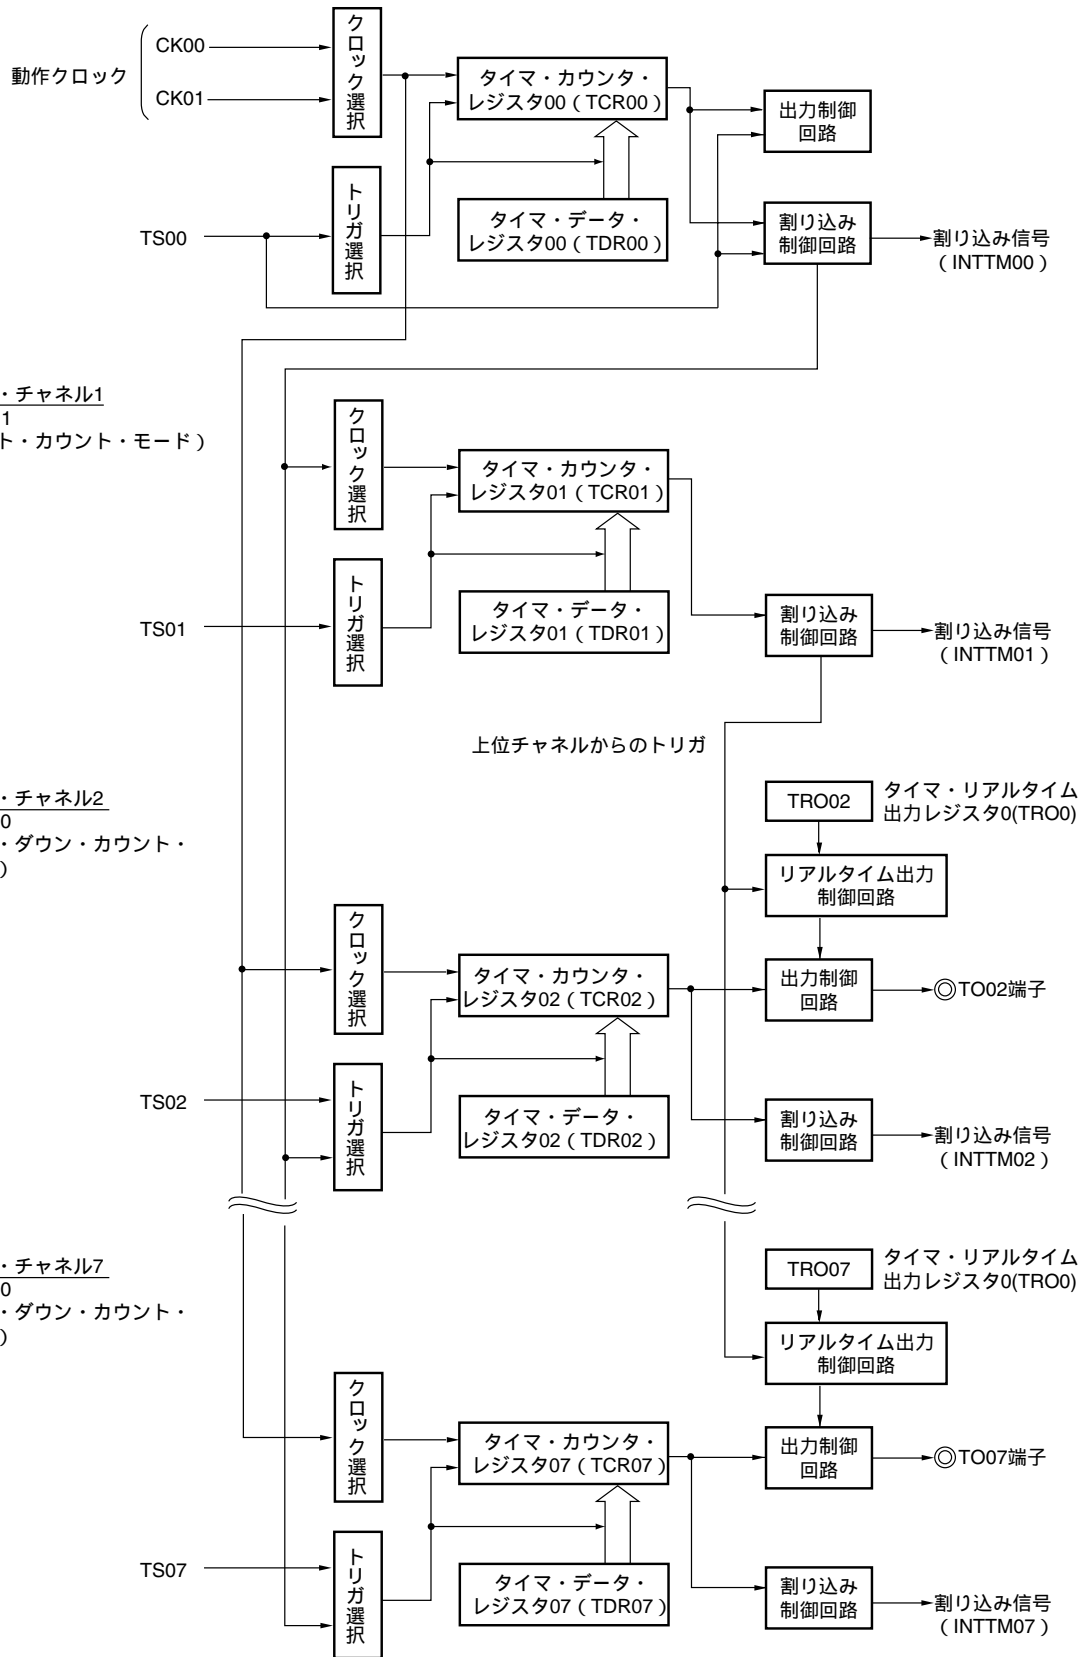 動作クロック
CK00
CK01
クロック選択
タイマ・カウンタ・
レジスタ00（TCR00）
出力制御
回路
TS00
トリガ選択
タイマ・データ・
レジスタ00（TDR00）
割り込み
制御回路
割り込み信号
（INTTM00）
・チャネル1
1
ト・カウント・モード）
クロック選択
タイマ・カウンタ・
レジスタ01（TCR01）
TS01
トリガ選択
タイマ・データ・
レジスタ01（TDR01）
割り込み
制御回路
割り込み信号
（INTTM01）
上位チャネルからのトリガ
・チャネル2
0
・ダウン・カウント・
）
TRO02
タイマ・リアルタイム
出力レジスタ0(TRO0)
リアルタイム出力
制御回路
クロック選択
タイマ・カウンタ・
レジスタ02（TCR02）
出力制御
回路
TO02端子
TS02
トリガ選択
タイマ・データ・
レジスタ02（TDR02）
割り込み
制御回路
割り込み信号
（INTTM02）
・チャネル7
0
・ダウン・カウント・
）
TRO07
タイマ・リアルタイム
出力レジスタ0(TRO0)
リアルタイム出力
制御回路
クロック選択
タイマ・カウンタ・
レジスタ07（TCR07）
出力制御
回路
TO07端子
TS07
トリガ選択
タイマ・データ・
レジスタ07（TDR07）
割り込み
制御回路
割り込み信号
（INTTM07）